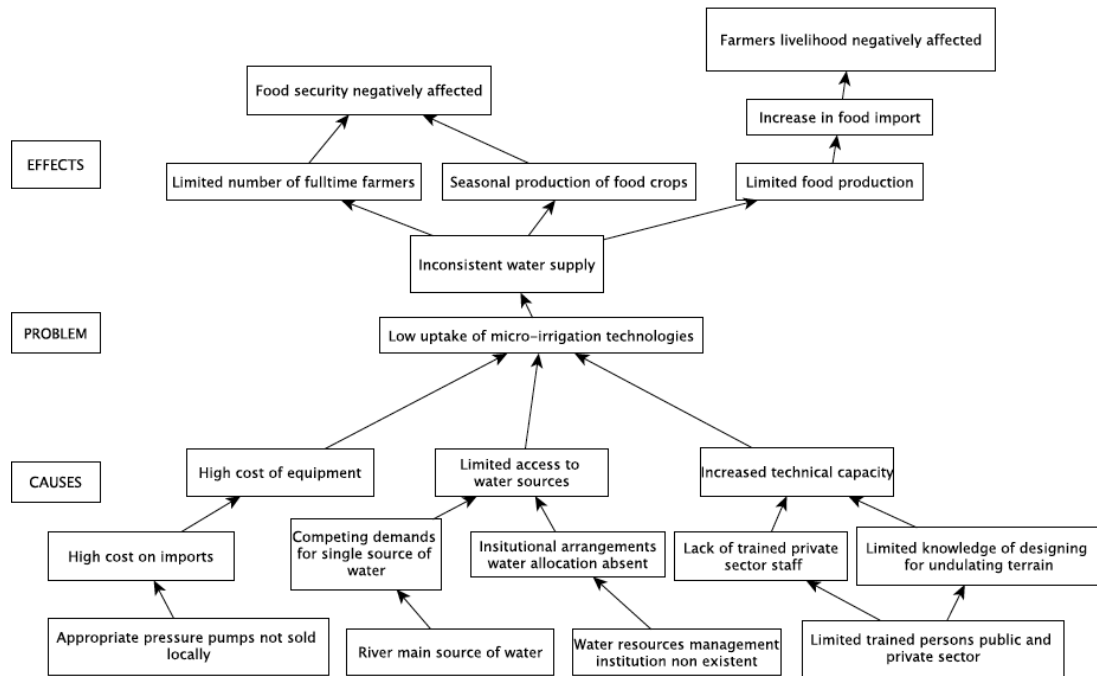 Farmers livelihood negatively affected
Food security negatively affected
Increase in food import
EFFECTS
Limited number of fulltime farmers
Seasonal production of food crops
Limited food production
Inconsistent water supply
PROBLEM
Low uptake of micro-irrigation technologies
CAUSES
High cost of equipment
Limited access to
water sources
Increased technical capacity
High cost on imports
Competing demands
for single source of
water
Insitutional arrangements
water allocation absent
Lack of trained private
sector staff
Limited knowledge of designing
for undulating terrain
Appropriate pressure pumps not sold
locally
River main source of water
Water resources management
institution non existent
Limited trained persons public and
private sector